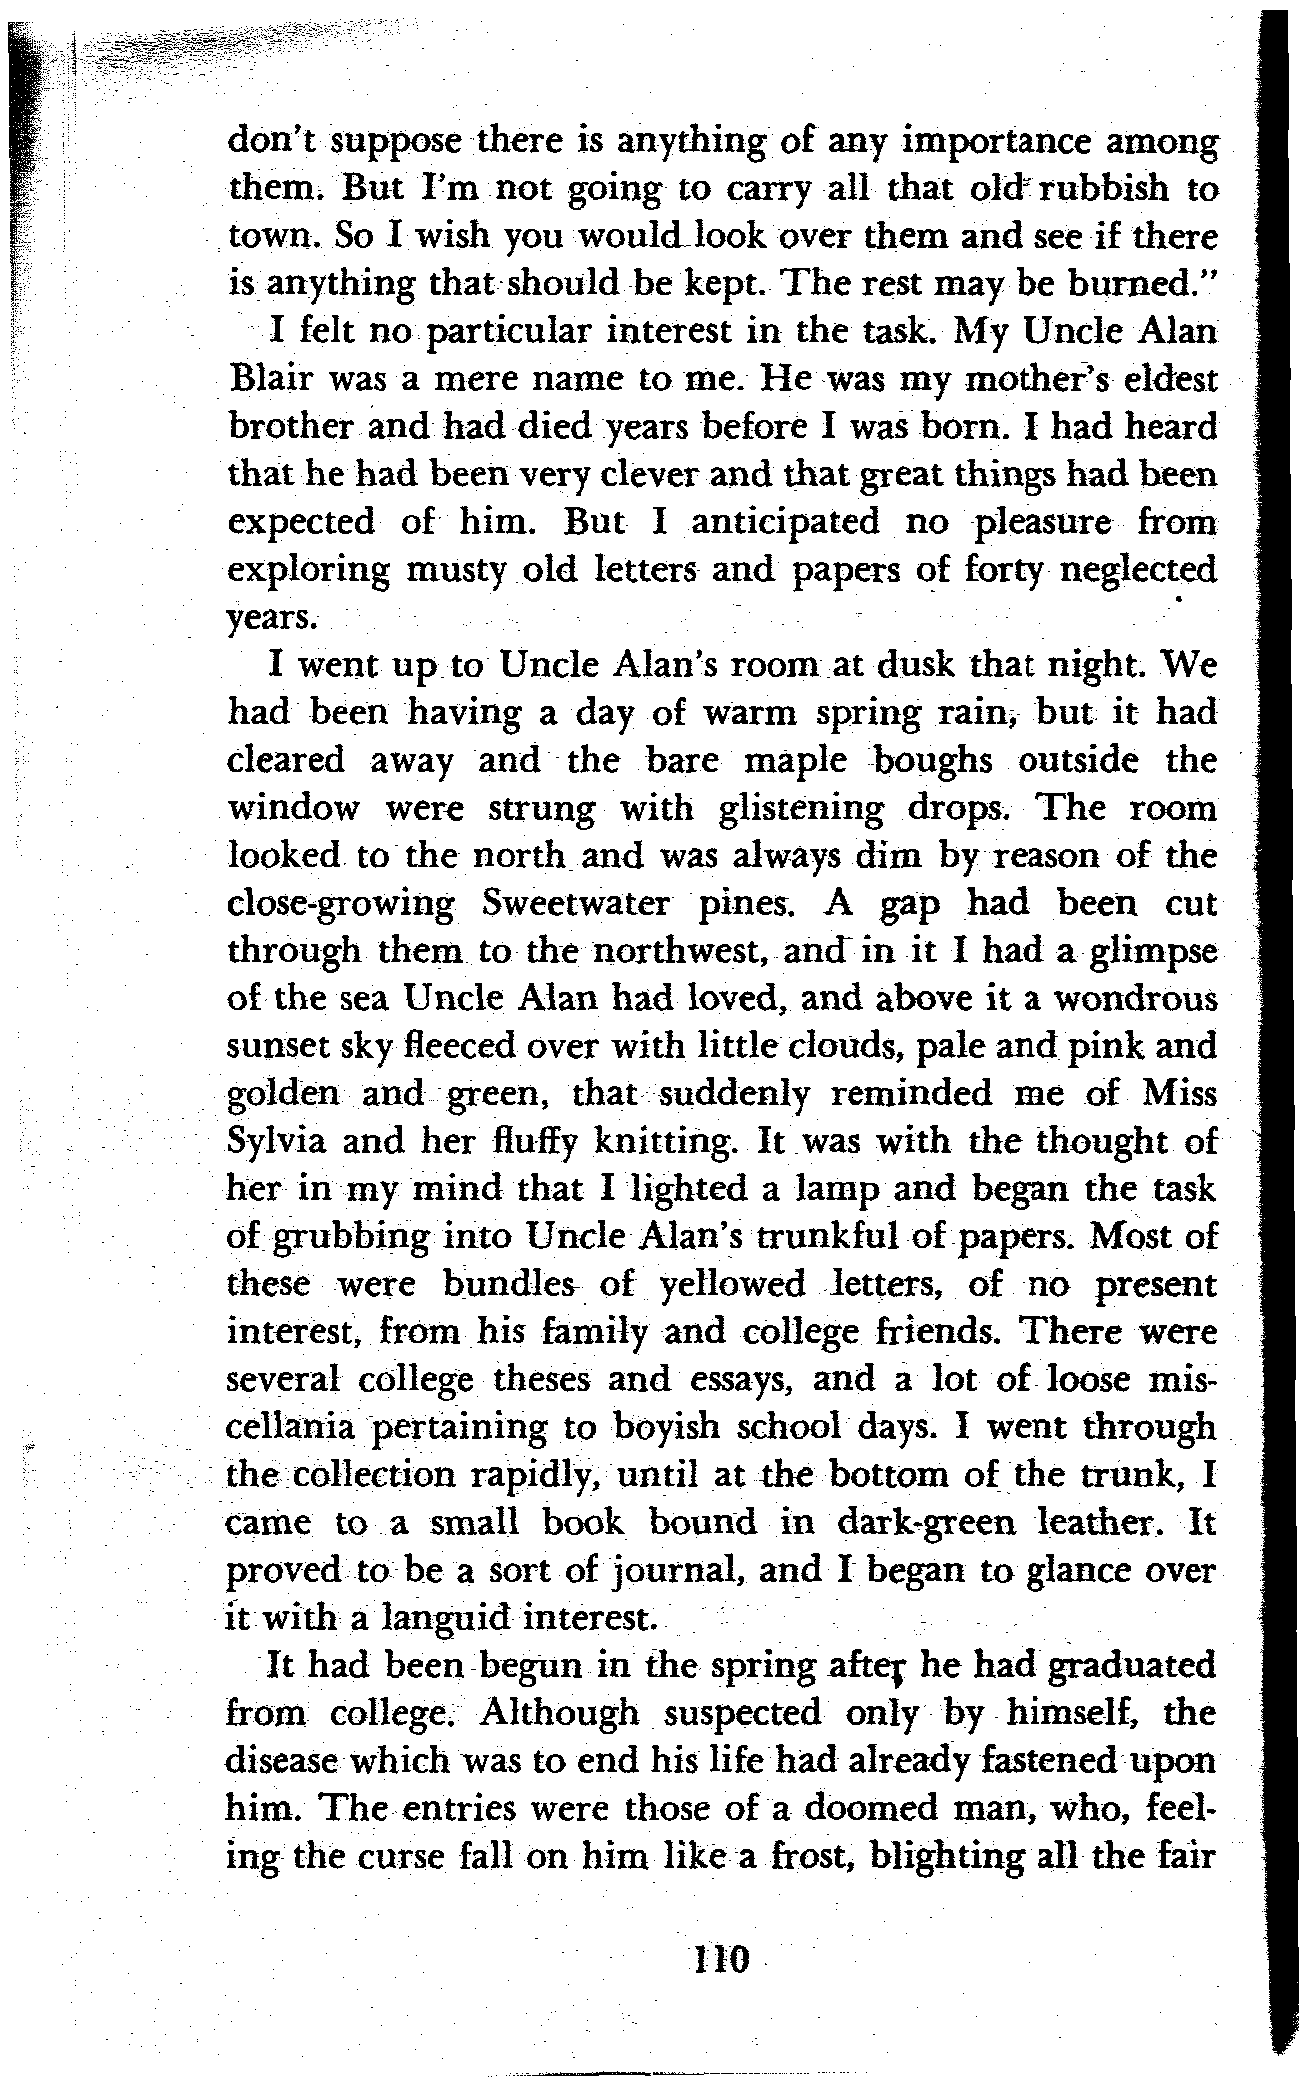 don't suppose there is anything of any importance among
them. But I'm not going to carry all that old rubbish to
town. So I wish you would look over them and see if there
is anything that should be kept. The rest may be burned."
I felt no particular interest in the task. My Uncle Alan
Blair was a mere name to me. He was my mother's eldest
brother and had died years before I was born. I had heard
that he had been very clever and that great things had been
expected of him. But I anticipated no pleasure from
exploring musty old letters and papers of forty neglected
years.
I went up to Uncle Alan's room at dusk that night. We
had been having a day of warm spring rain, but it had
cleared away and the bare maple boughs outside the
window were strung with glistening drops. The room
looked to the north and was always dim by reason of the
close-growing Sweetwater pines. A gap had been cut
through them to the northwest, and in it I had a glimpse
of the sea Uncle Alan had loved, and above it a wondrous
sunset sky fleeced over with little clouds, pale and pink and
golden and green, that suddenly reminded me of Miss
Sylvia and her fluffy knitting. It was with the thought of
her in my mind that I lighted a lamp and began the task
of grubbing into Uncle Alan's trunkful of papers. Most of
these were bundles of yellowed letters, of no present
interest, from his family and college friends. There were
several college theses and essays, and a lot of loose mis-
cellania pertaining to boyish school days. I went through
the collection rapidly, until at the bottom of the trunk, I
came to a small book bound in dark-green leather. It
proved to be a sort of journal, and I began to glance over
it with a languid interest.
It had been begun in the spring after he had graduated
from college. Although suspected only by himself, the
disease which was to end his life had already fastened upon
him. The entries were those of a doomed man, who, feel-
ing the curse fall on him like a frost, blighting all the fair
110